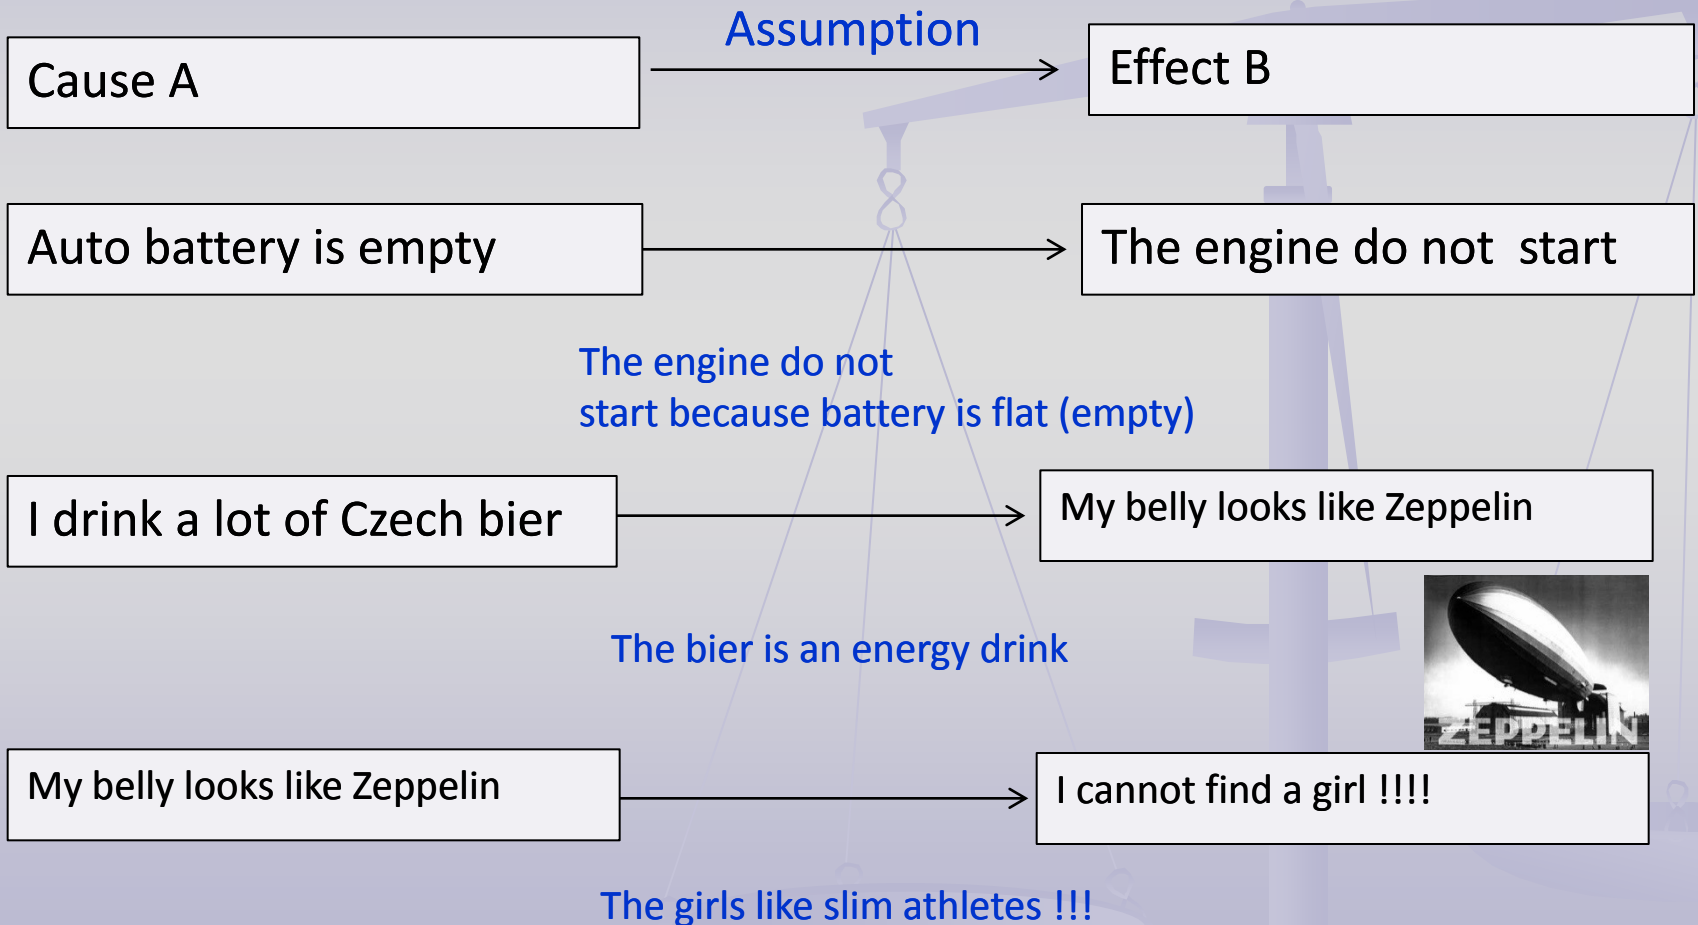 Assumption
Cause A
Effect B
Auto battery is empty
The engine do not  start
The engine do not
start because battery is flat (empty)
I drink a lot of Czech bier
My belly looks like Zeppelin
The bier is an energy drink
ZEPPELIN
My belly looks like Zeppelin
I cannot find a girl !!!!
The girls like slim athletes !!!